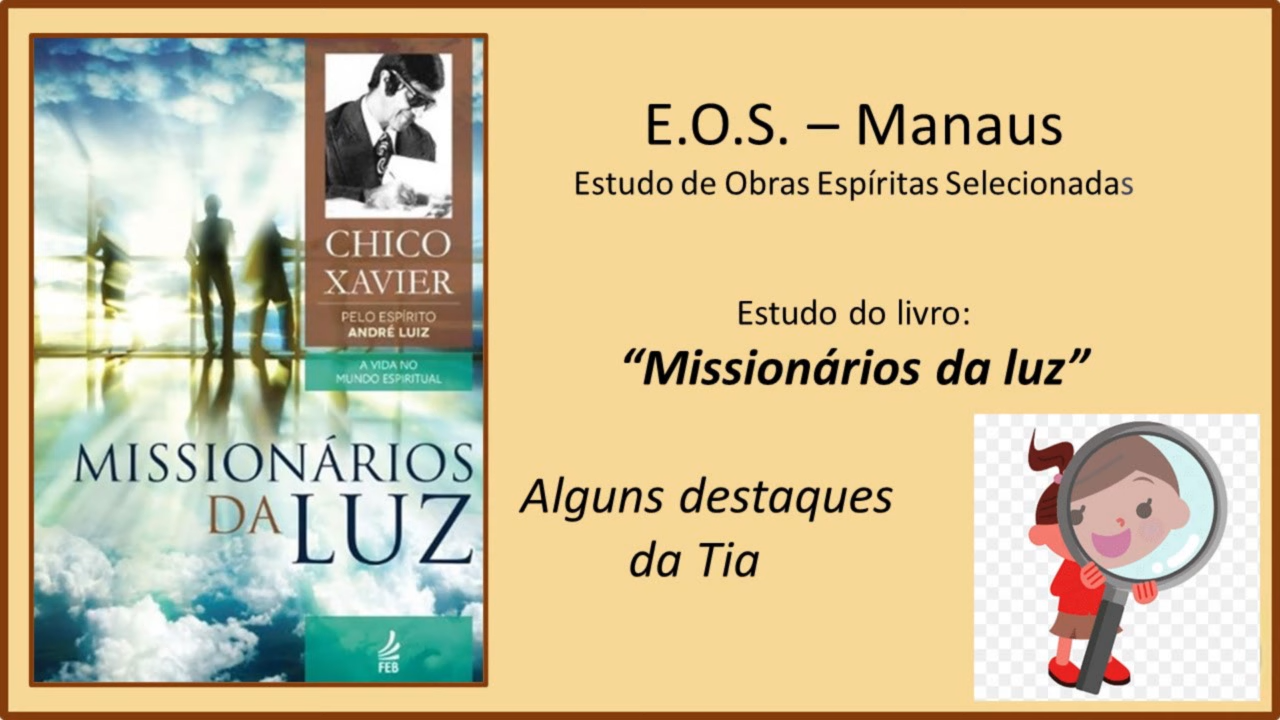 CHICO
XAVIER
PELO ESPÍRITO
ANDRÉ LUIZ
A VIDA NO
MUNDO ESPIRITUAL
MISSIONÁRIOS
DA LUZ
FEB
E.O.S. – Manaus
Estudo de Obras Espíritas Selecionadas
Estudo do livro:
“Missionários da luz”
Alguns destaques
da Tia